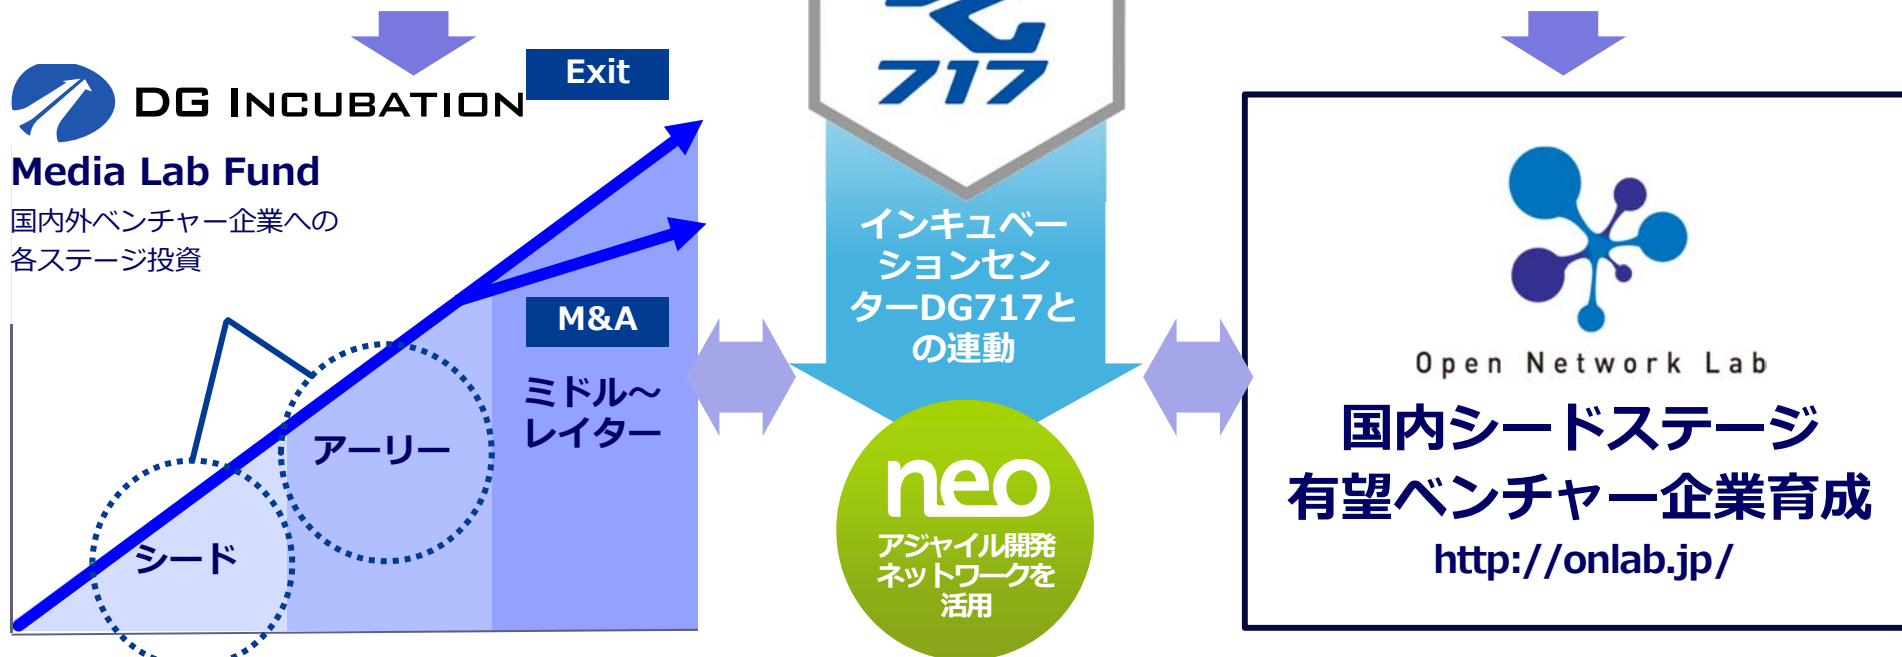 DG INCUBATION
Media Lab Fund
国内外ベンチャー企業への
各ステージ投資
Exit
M&A
ミドル～
レイター
アーリー
シード
717
インキュベー
ションセン
ターDG717と
の連動
neo
アジャイル開発
ネットワークを
活用
Open Network Lab
国内シードステージ
有望ベンチャー企業育成
http://onlab.jp/